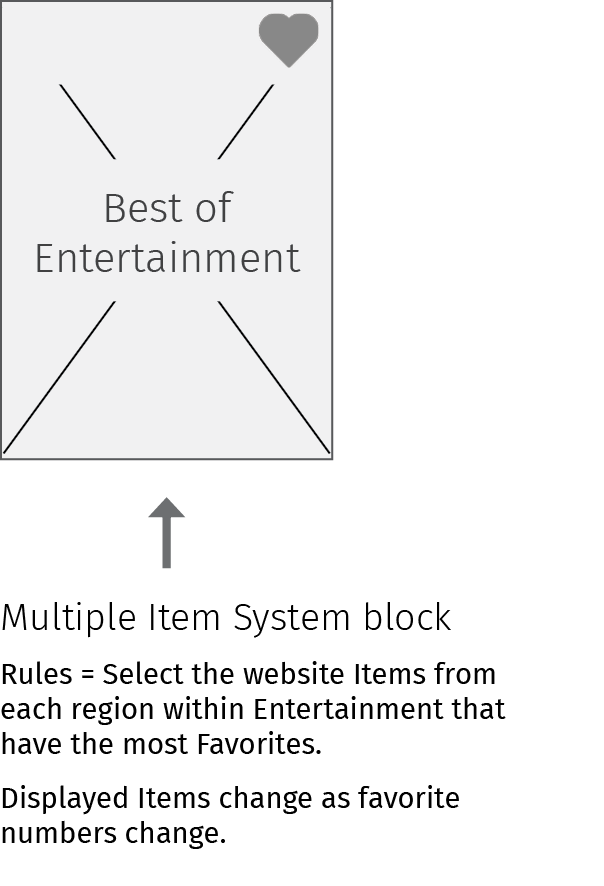 Best of
Entertainment
Multiple Item System block
Rules = Select the website Items from
each region within Entertainment that
have the most Favorites.
Displayed Items change as favorite
numbers change.